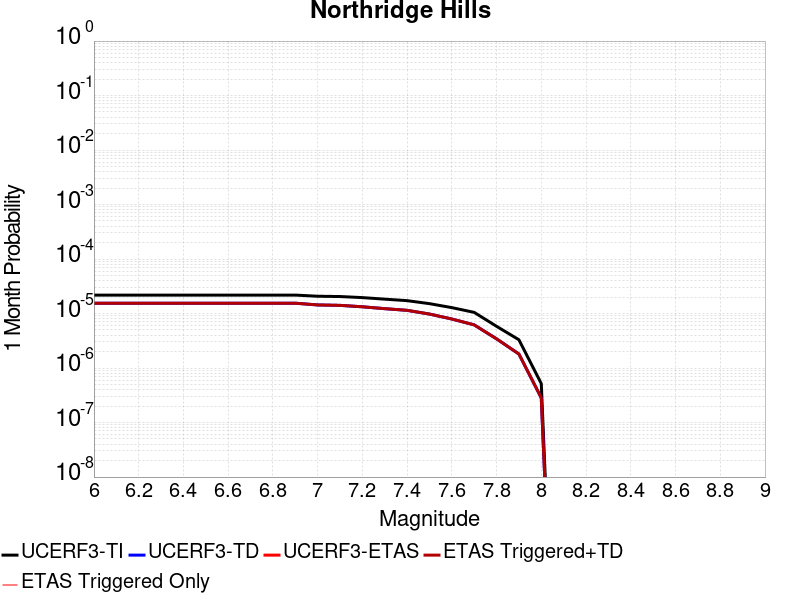 Northridge Hills
10^0
10^-1
10^-2
10^-3
10^-4
10^-5
10^-6
10^-7
10^-8
1 Month Probability
6 6.2 6.4 6.6 6.8 7 7.2 7.4 7.6 7.8 8 8.2 8.4 8.6 8.8 9
Magnitude
UCERF3-TI UCERF3-TD UCERF3-ETAS ETAS Triggered+TD
ETAS Triggered Only